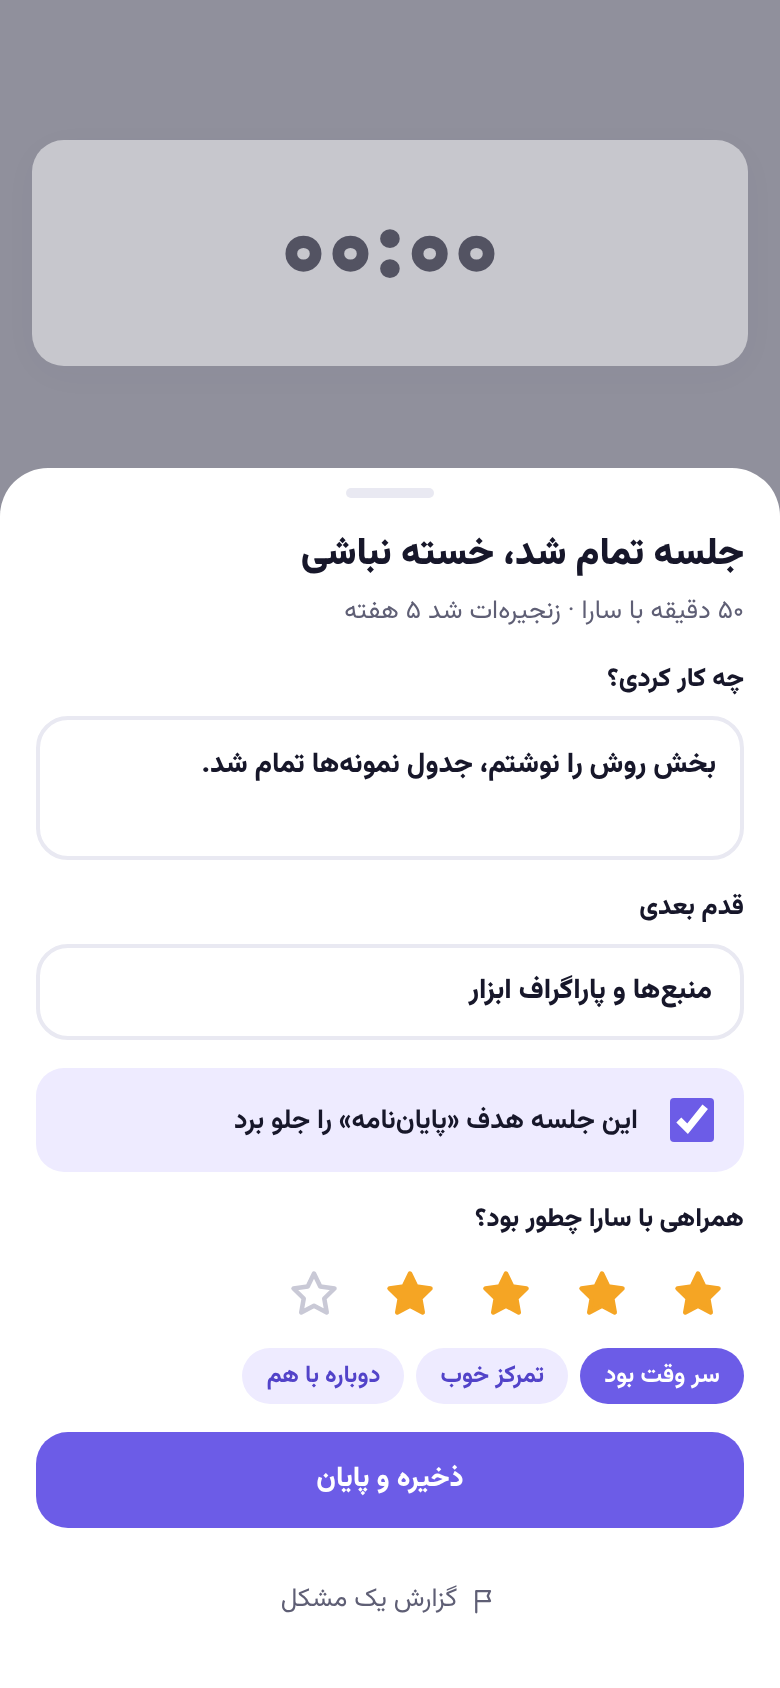 ۰۰:۰۰
جلسه تمام شد، خسته نباشی
۵۰ دقیقه با سارا · زنجیره‌ات شد ۵ هفته
چه کار کردی؟
بخش روش را نوشتم، جدول نمونه‌ها تمام شد.
قدم بعدی
منبع‌ها و پاراگراف ابزار
این جلسه هدف «پایان‌نامه» را جلو برد
همراهی با سارا چطور بود؟
سر وقت بود
تمرکز خوب
دوباره با هم
ذخیره و پایان
گزارش یک مشکل